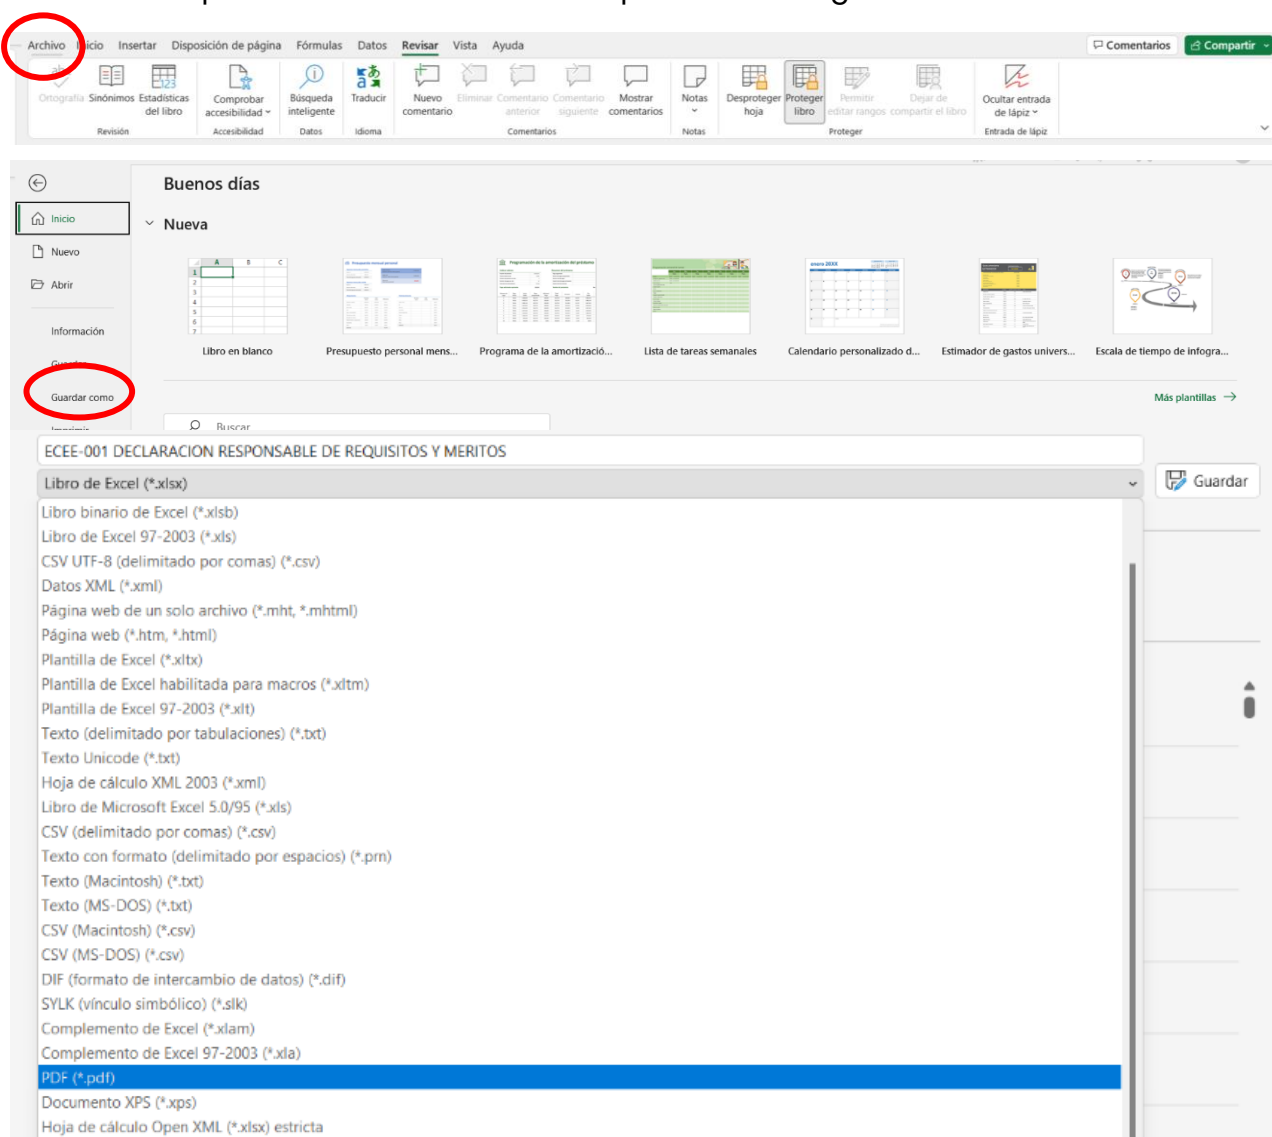 Archivo Inicio Insertar Disposición de página Fórmulas Datos Revisar Vista Ayuda Comentarios Compartir
Ortografía Sinónimos Estadísticas del libro Comprobar accesibilidad Búsqueda inteligente Traducir Nuevo comentario Eliminar Comentario anterior Comentario siguiente Mostrar comentarios Notas Desproteger hoja Proteger libro Permitir editar rangos Dejar de compartir el libro Ocultar entrada de lápiz
Revisión Accesibilidad Datos Idioma Comentarios Notas Proteger Entrada de lápiz
Buenos días
Inicio
Nueva
Nuevo
Abrir
Información
Libro en blanco Presupuesto personal mens... Programa de la amortizació... Lista de tareas semanales Calendario personalizado d... Estimador de gastos univers... Escala de tiempo de infogra...
Guardar
Guardar como
Más plantillas
Imprimir
Buscar
ECEE-001 DECLARACION RESPONSABLE DE REQUISITOS Y MERITOS
Libro de Excel (*.xlsx)
Guardar
Libro binario de Excel (*.xlsb)
Libro de Excel 97-2003 (*.xls)
CSV UTF-8 (delimitado por comas) (*.csv)
Datos XML (*.xml)
Página web de un solo archivo (*.mht, *.mhtml)
Página web (*.htm, *.html)
Plantilla de Excel (*.xltx)
Plantilla de Excel habilitada para macros (*.xltm)
Plantilla de Excel 97-2003 (*.xlt)
Texto (delimitado por tabulaciones) (*.txt)
Texto Unicode (*.txt)
Hoja de cálculo XML 2003 (*.xml)
Libro de Microsoft Excel 5.0/95 (*.xls)
CSV (delimitado por comas) (*.csv)
Texto con formato (delimitado por espacios) (*.prn)
Texto (Macintosh) (*.txt)
Texto (MS-DOS) (*.txt)
CSV (Macintosh) (*.csv)
CSV (MS-DOS) (*.csv)
DIF (formato de intercambio de datos) (*.dif)
SYLK (vínculo simbólico) (*.slk)
Complemento de Excel (*.xlam)
Complemento de Excel 97-2003 (*.xla)
PDF (*.pdf)
Documento XPS (*.xps)
Hoja de cálculo Open XML (*.xlsx) estricta